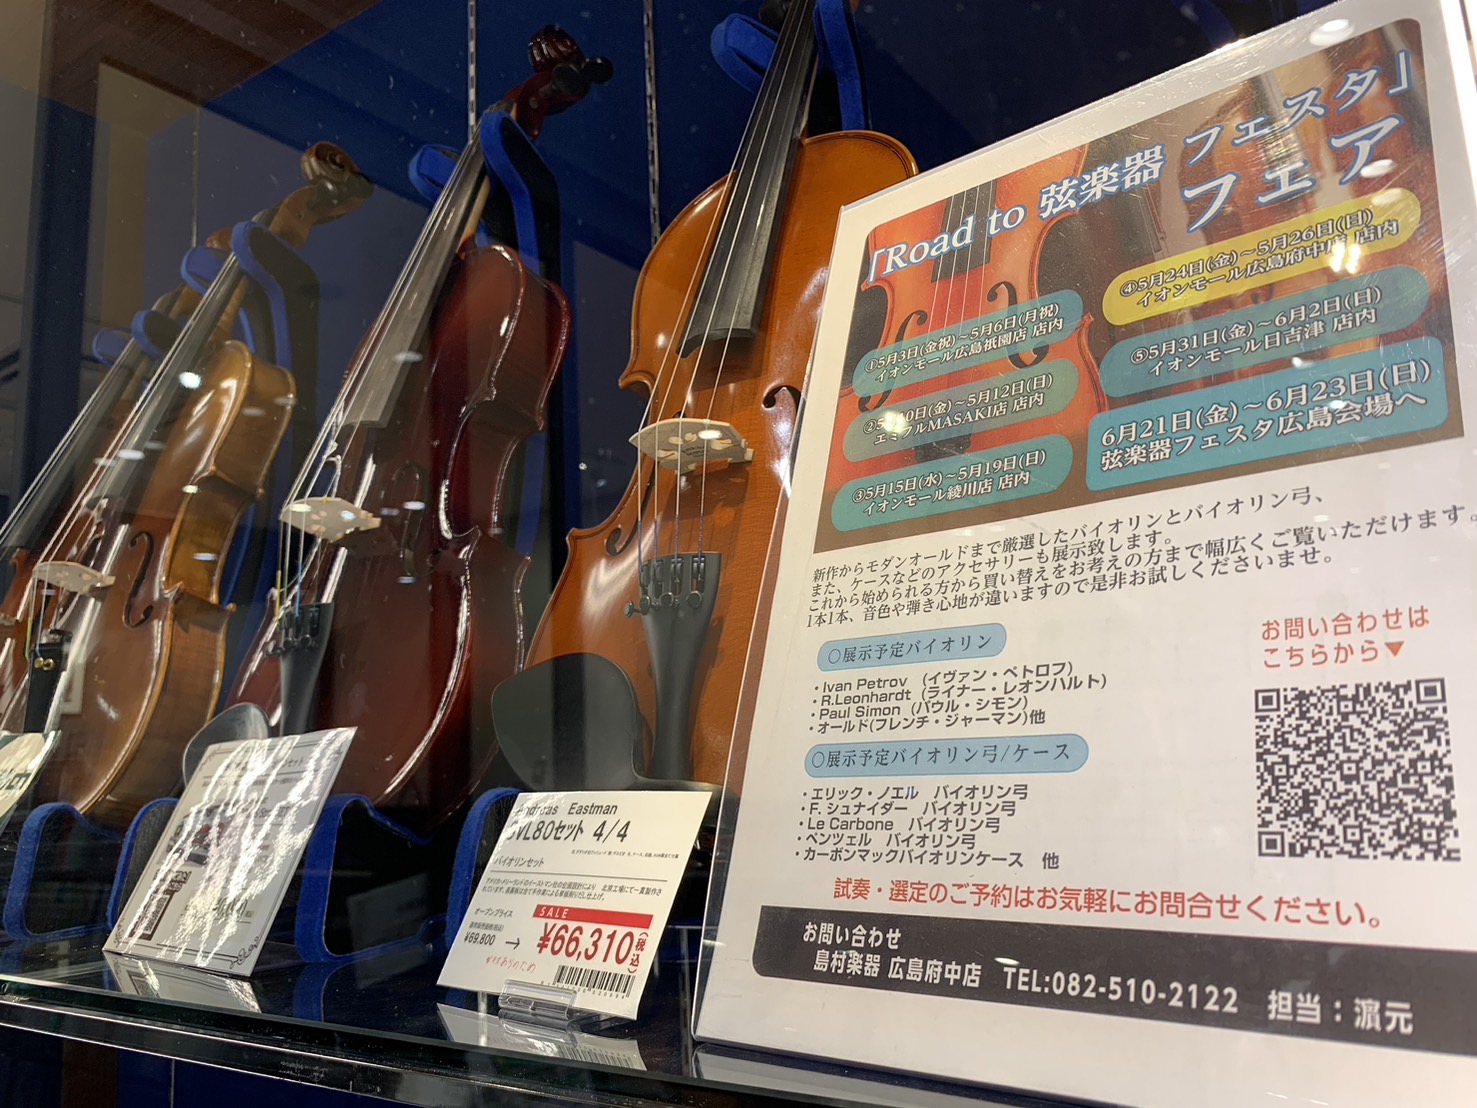 「Road to 弦楽器 フェスタ」
フェア
①5月3日(金祝)～5月6日(月祝)
イオンモール広島祇園店 店内
②5月10日(金)～5月12日(日)
エミフルMASAKI店 店内
③5月15日(水)～5月19日(日)
イオンモール綾川店 店内
④5月24日(金)～5月26日(日)
イオンモール広島府中店 店内
⑤5月31日(金)～6月2日(日)
イオンモール日吉津 店内
6月21日(金)～6月23日(日)
弦楽器フェスタ広島会場へ
新作からモダンオールドまで厳選したバイオリンとバイオリン弓、
また、ケースなどのアクセサリーも展示致します。
これから始められる方から買い替えをお考えの方まで幅広くご覧いただけます。
1本1本、音色や弾き心地が違いますので是非お試しくださいませ。
○展示予定バイオリン
・Ivan Petrov (イヴァン・ペトロフ)
・R.Leonhardt (ライナー・レオンハルト)
・Paul Simon (パウル・シモン)
・オールド(フレンチ・ジャーマン)他
○展示予定バイオリン弓/ケース
・エリック・ノエル バイオリン弓
・F. シュナイダー バイオリン弓
・Le Carbone バイオリン弓
・ペンツェル バイオリン弓
・カーボンマックバイオリンケース 他
お問い合わせは
こちらから▼
試奏・選定のご予約はお気軽にお問合せください。
お問い合わせ
島村楽器 広島府中店 TEL:082-510-2122 担当：濵元
Andreas Eastman
SVL80セット 4/4
バイオリンセット
オープンプライス
¥69,800 →
SALE
¥66,310(税込)